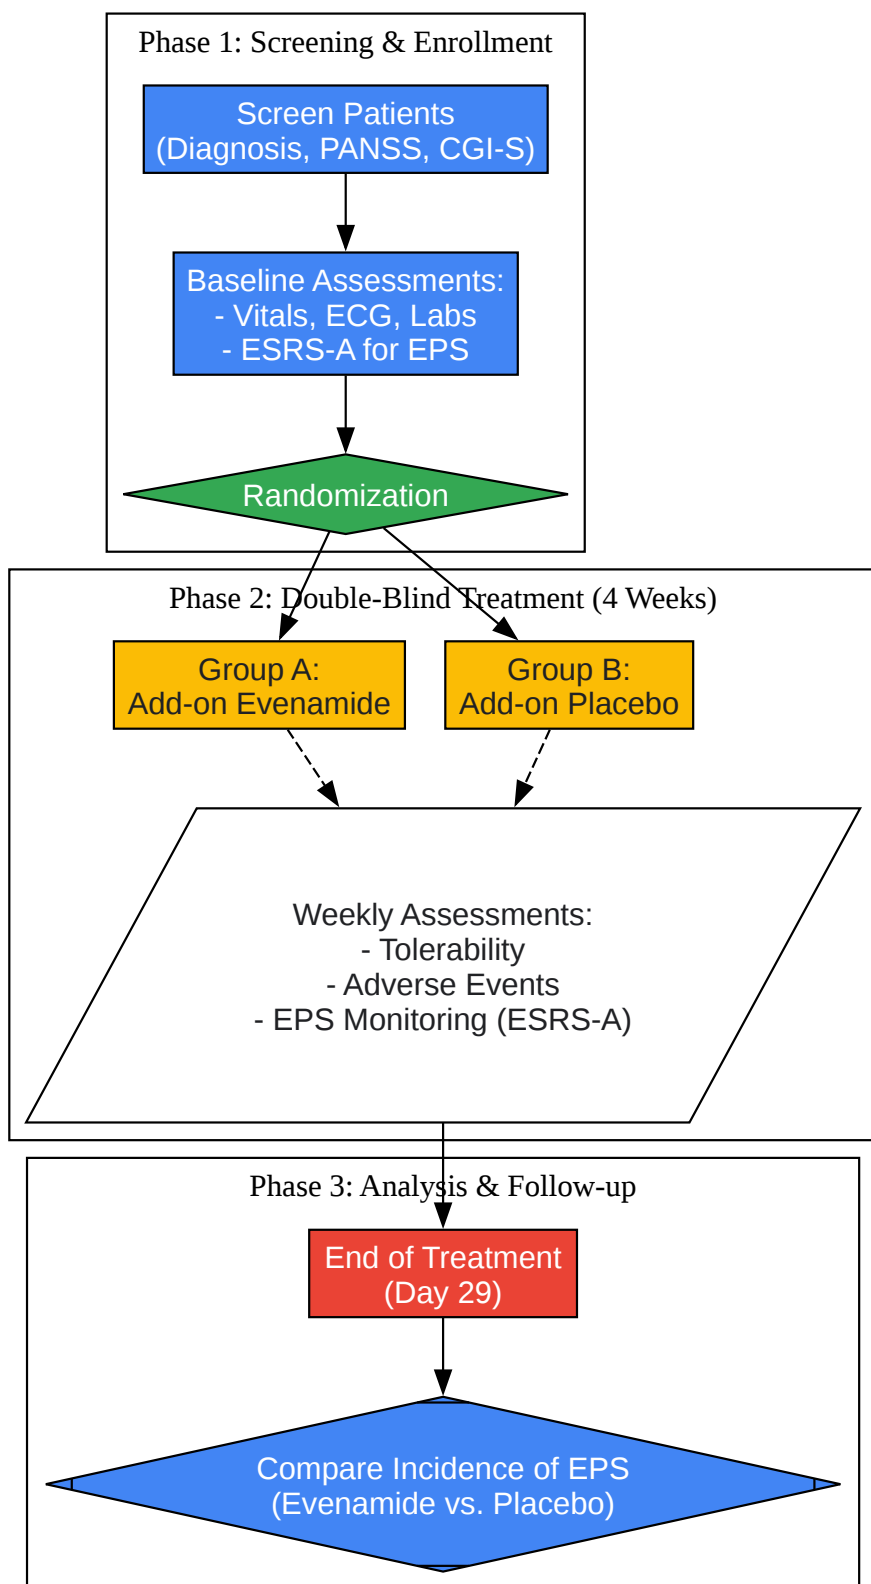 Phase 1: Screening & Enrollment
Screen Patients
(Diagnosis, PANSS, CGI-S)
Baseline Assessments:
- Vitals, ECG, Labs
- ESRS-A for EPS
Randomization
Phase 2: Double-Blind Treatment (4 Weeks)
Group A:
Add-on Evenamide
Group B:
Add-on Placebo
Weekly Assessments:
- Tolerability
- Adverse Events
- EPS Monitoring (ESRS-A)
Phase 3: Analysis & Follow-up
End of Treatment
(Day 29)
Compare Incidence of EPS
(Evenamide vs. Placebo)